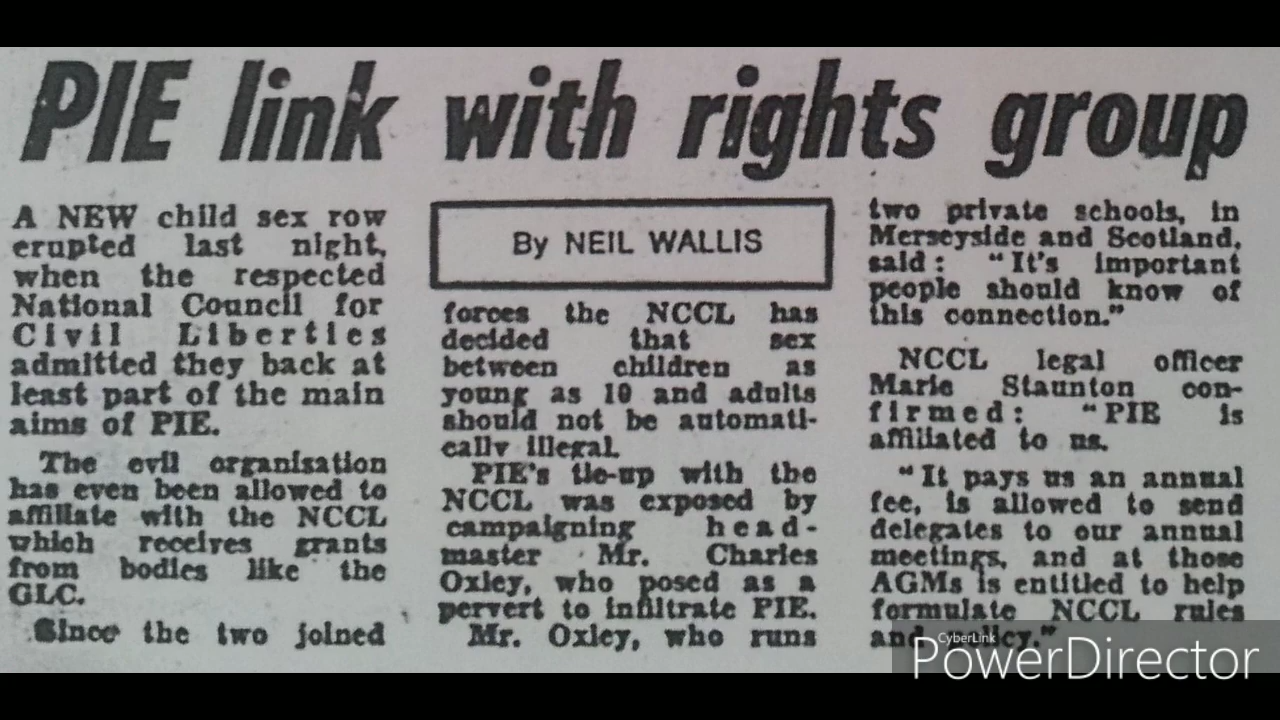 PIE link with rights group
A NEW child sex row
erupted last night,
when the respected
National Council for
Civil Liberties
admitted they back at
least part of the main
aims of PIE.
The evil organisation
has even been allowed to
affiliate with the NCCL
which receives grants
from bodies like the
GLC.
Since the two joined
By NEIL WALLIS
forces the NCCL has
decided that sex
between children as
young as 10 and adults
should not be automati-
cally illegal.
PIE's tie-up with the
NCCL was exposed by
campaigning head-
master Mr. Charles
Oxley, who posed as a
pervert to infiltrate PIE.
Mr. Oxley, who runs
two private schools, in
Merseyside and Scotland,
said: "It's important
people should know of
this connection."
NCCL legal officer
Marie Staunton con-
firmed: "PIE is
affiliated to us.
"It pays us an annual
fee, is allowed to send
delegates to our annual
meetings, and at those
AGMs is entitled to help
formulate NCCL rules
and policy."
CyberLink
PowerDirector